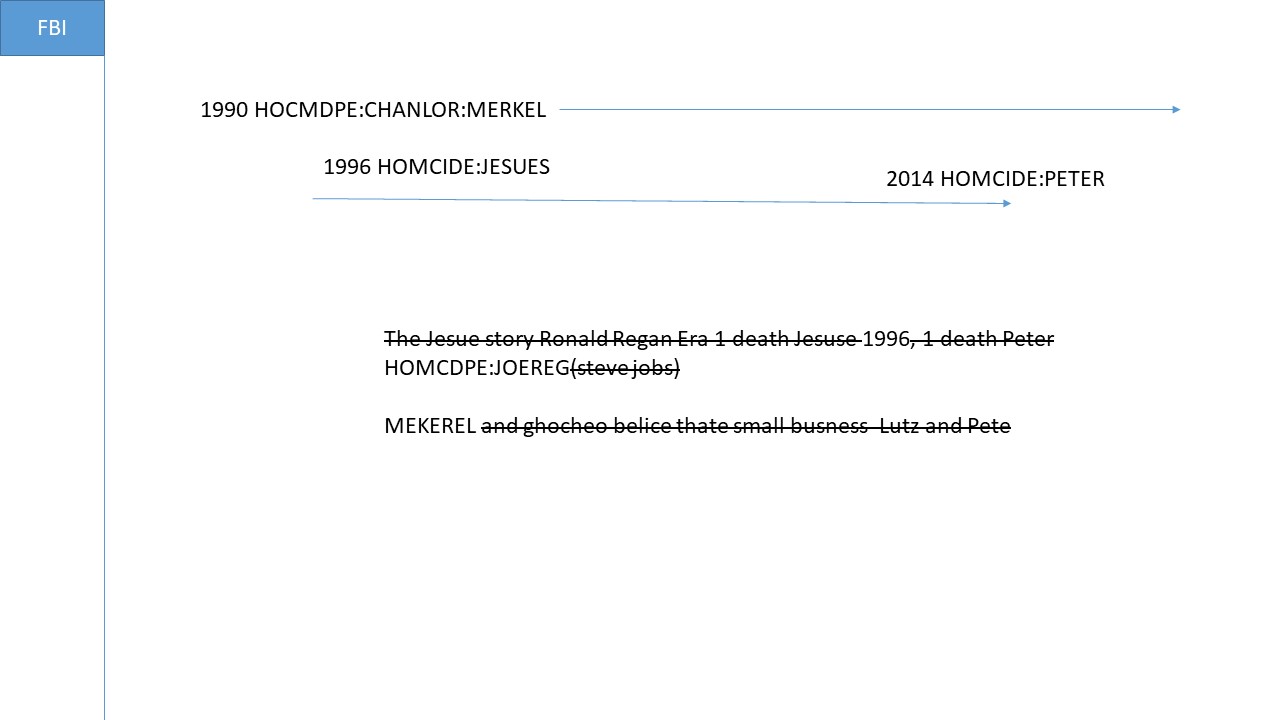 FBI
1990 HOCMDPE:CHANLOR:MERKEL
1996 HOMCIDE:JESUES
2014 HOMCIDE:PETER
The Jesue story Ronald Regan Era 1 death Jesuse 1996, 1 death Peter
HOMCDPE:JOEREG(steve jobs)
MEKEREL and ghocheo belice thate small busness  Lutz and Pete